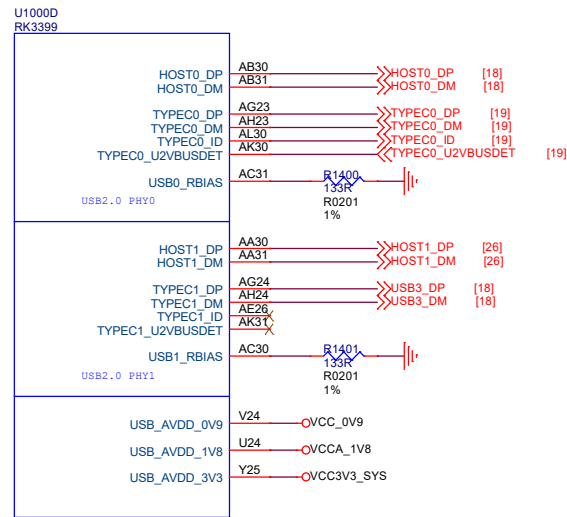 U1000D
RK3399
HOST0_DP AB30 HOST0_DP [18]
HOST0_DM AB31 HOST0_DM [18]
TYPEC0_DP AG23 TYPEC0_DP [19]
TYPEC0_DM AH23 TYPEC0_DM [19]
TYPEC0_ID AL30 TYPEC0_ID [19]
TYPEC0_U2VBUSDET AK30 TYPEC0_U2VBUSDET [19]
USB0_RBIAS AC31 R1400
133R
R0201
1%
USB2.0 PHY0
HOST1_DP AA30 HOST1_DP [26]
HOST1_DM AA31 HOST1_DM [26]
TYPEC1_DP AG24 USB3_DP [18]
TYPEC1_DM AH24 USB3_DM [18]
TYPEC1_ID AE26
TYPEC1_U2VBUSDET AK31
USB1_RBIAS AC30 R1401
133R
R0201
1%
USB2.0 PHY1
USB_AVDD_0V9 V24 VCC_0V9
USB_AVDD_1V8 U24 VCCA_1V8
USB_AVDD_3V3 Y25 VCC3V3_SYS